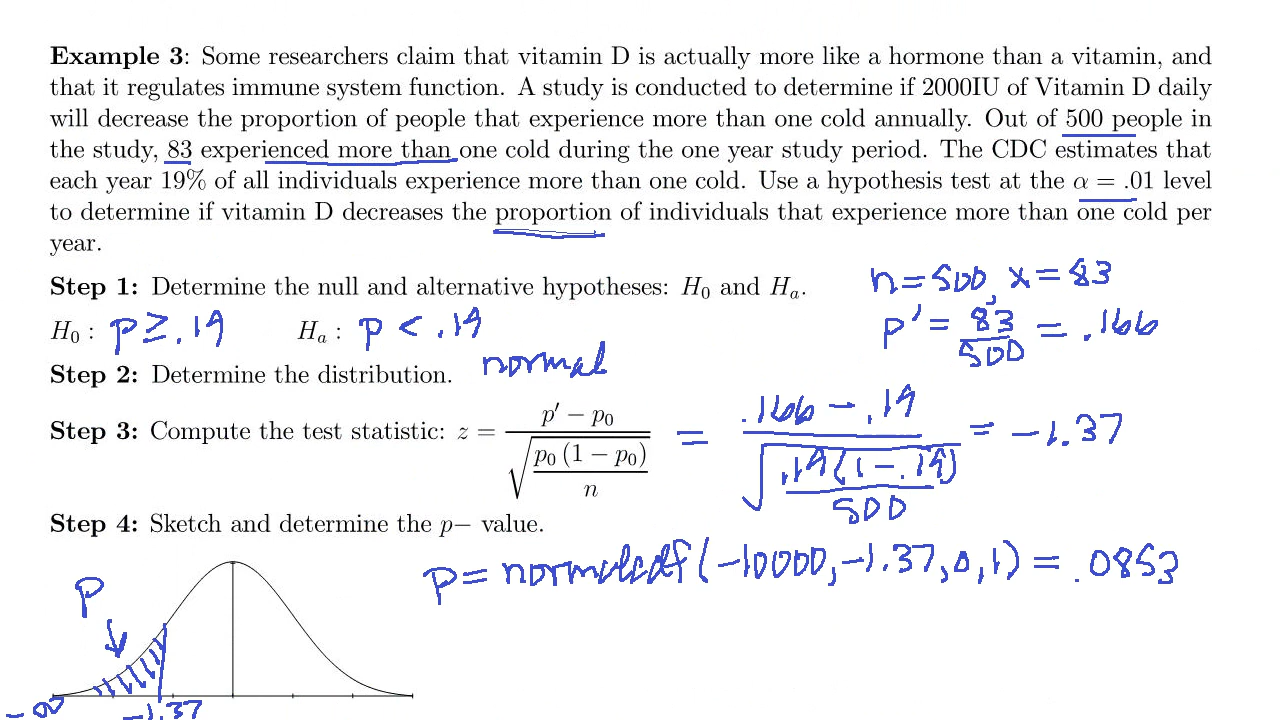 Example 3: Some researchers claim that vitamin D is actually more like a hormone than a vitamin, and
that it regulates immune system function. A study is conducted to determine if 2000IU of Vitamin D daily
will decrease the proportion of people that experience more than one cold annually. Out of 500 people in
the study, 83 experienced more than one cold during the one year study period. The CDC estimates that
each year 19% of all individuals experience more than one cold. Use a hypothesis test at the α = .01 level
to determine if vitamin D decreases the proportion of individuals that experience more than one cold per
year.
n=500, x=83
Step 1: Determine the null and alternative hypotheses: H₀ and Hₐ.
H₀ : p≥.19 Hₐ : p < .19
p' = 83/500 = .166
Step 2: Determine the distribution. normal
Step 3: Compute the test statistic: z = (p′ − p₀)/√(p₀ (1 − p₀)/n) = (.166 − .19)/√(.19(1−.19)/500) = −1.37
Step 4: Sketch and determine the p− value.
p = normalcdf(−10000, −1.37, 0, 1) = .0853
p
−∞ −1.37